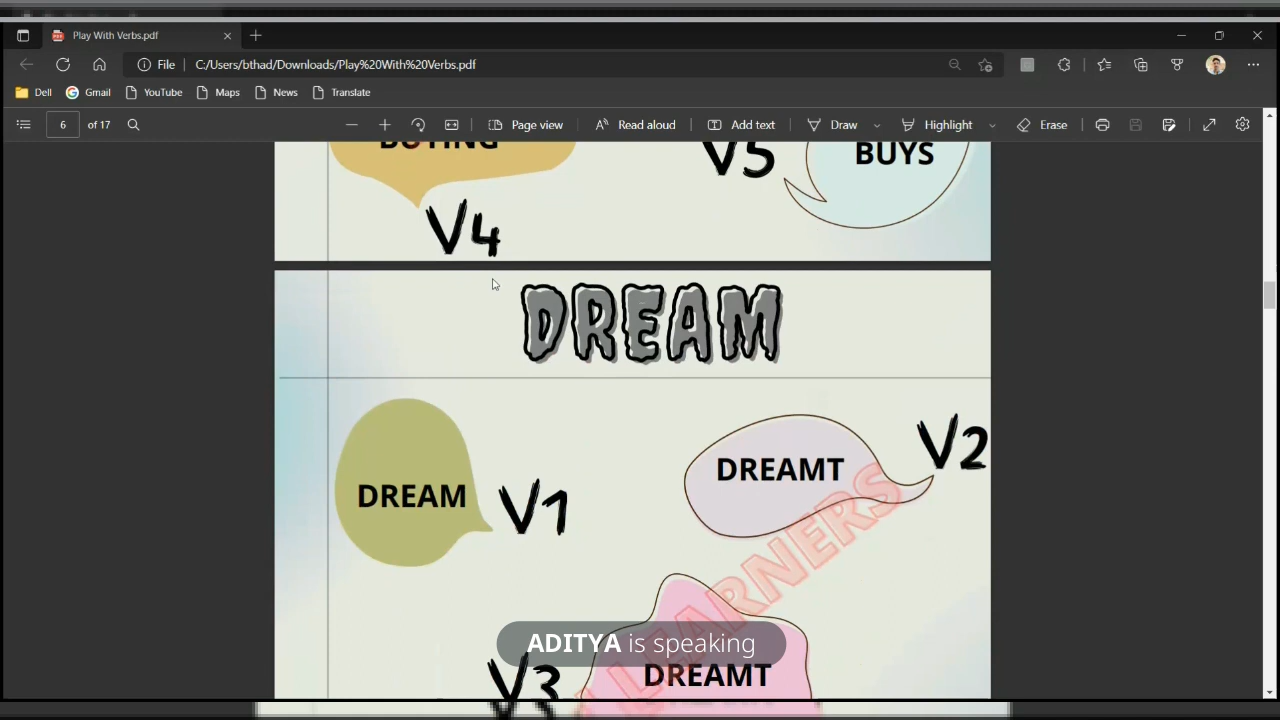 Play With Verbs.pdf
File C:/Users/bthad/Downloads/Play%20With%20Verbs.pdf
Dell Gmail YouTube Maps News Translate
6 of 17 Page view Read aloud Add text Draw Highlight Erase
BUYING
V5
BUYS
V4
DREAM
DREAM
V1
DREAMT
V2
V3
DREAMT
LEARNERS
ADITYA is speaking